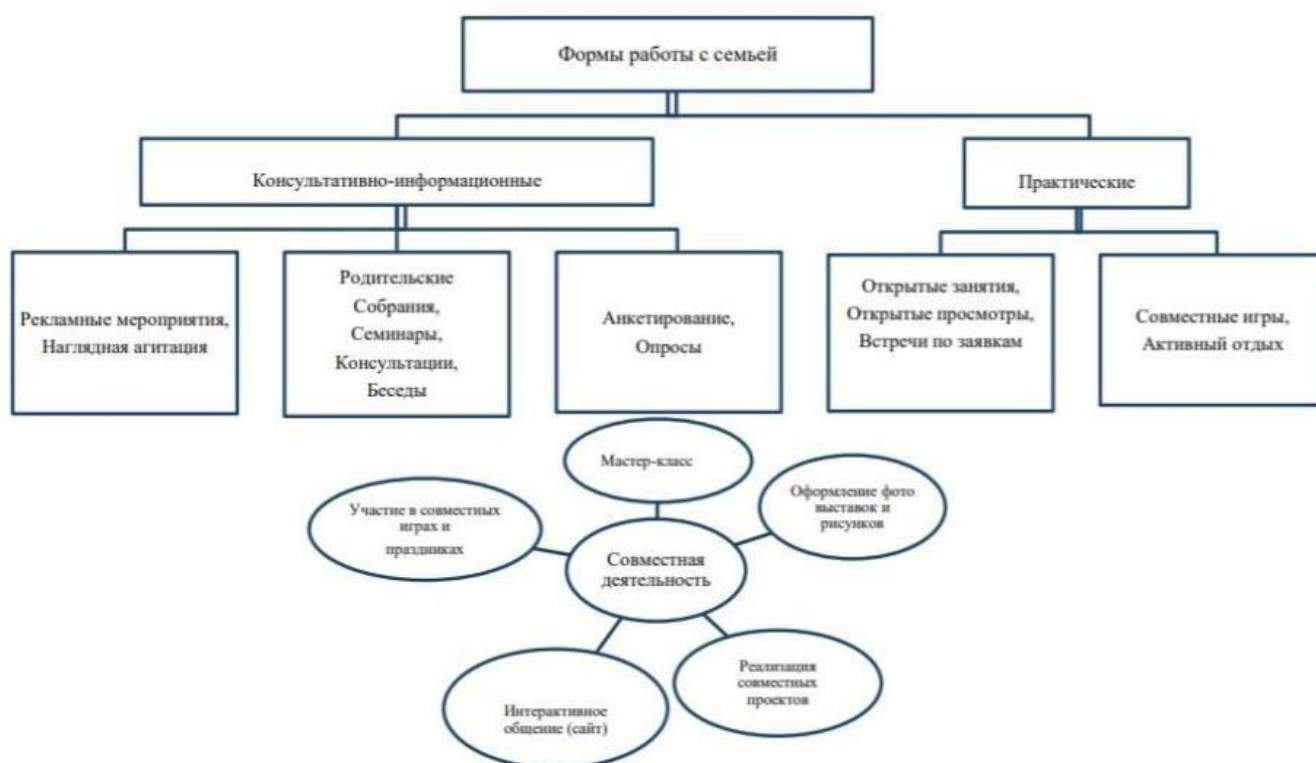 Формы работы с семьей
Консультативно-информационные
Практические
Рекламные мероприятия,
Наглядная агитация
Родительские
Собрания,
Семинары,
Консультации,
Беседы
Анкетирование,
Опросы
Открытые занятия,
Открытые просмотры,
Встречи по заявкам
Совместные игры,
Активный отдых
Мастер-класс
Участие в совместных
играх и
праздниках
Оформление фото
выставок и
рисунков
Совместная
деятельность
Интерактивное
общение (сайт)
Реализация
совместных
проектов